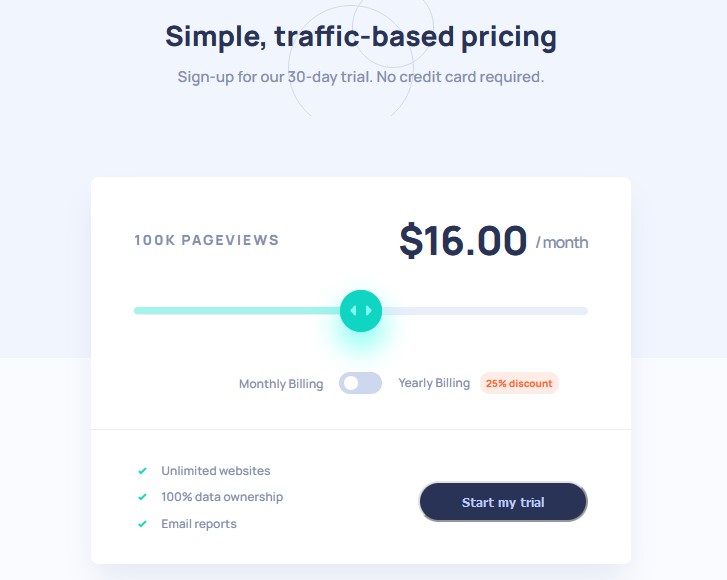 Simple, traffic-based pricing
Sign-up for our 30-day trial. No credit card required.
100K PAGEVIEWS
$16.00 / month
Monthly Billing
Yearly Billing
25% discount
Unlimited websites
100% data ownership
Email reports
Start my trial